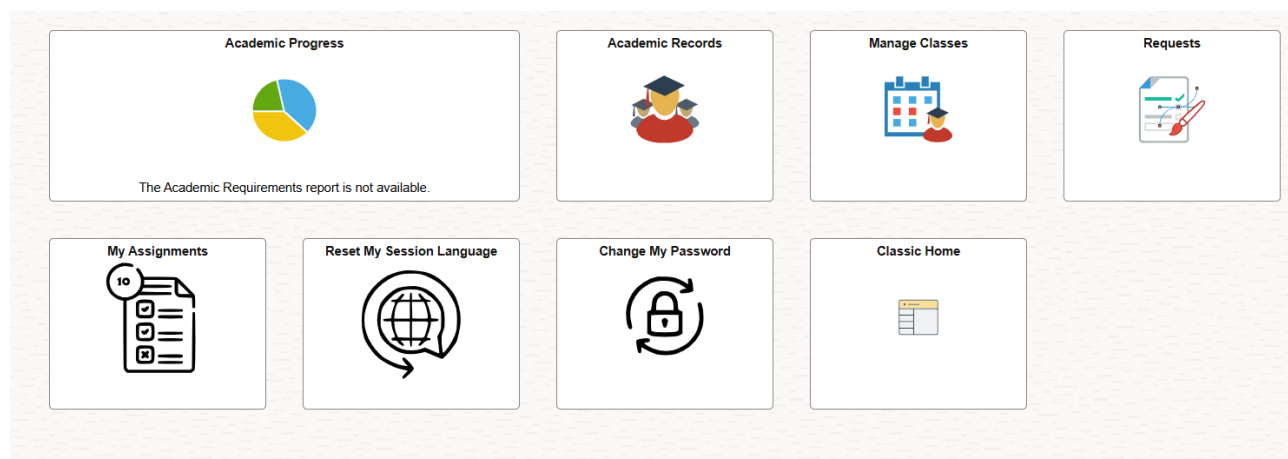 Academic Progress
The Academic Requirements report is not available.
Academic Records
Manage Classes
Requests
My Assignments
10
Reset My Session Language
Change My Password
Classic Home